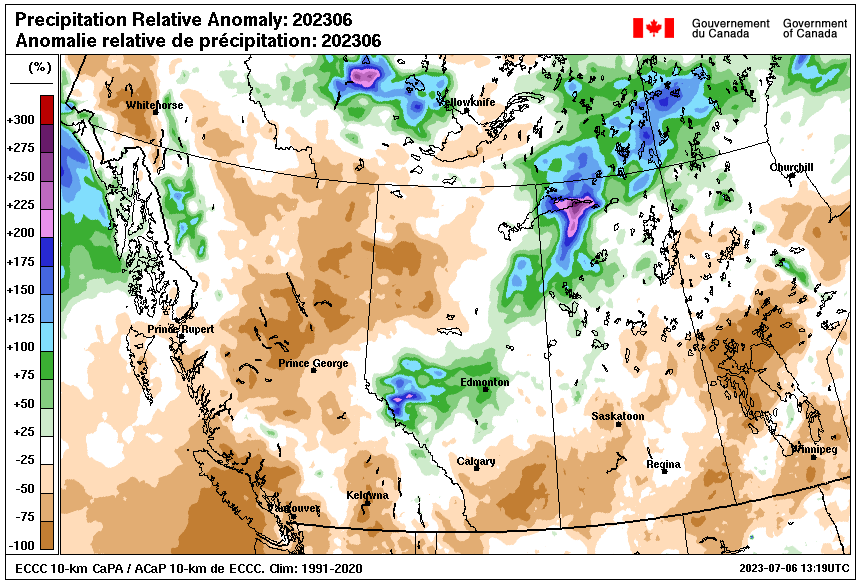 Precipitation Relative Anomaly: 202306
Anomalie relative de précipitation: 202306
Gouvernement
du Canada
Government
of Canada
(%)
+300
+275
+250
+225
+200
+175
+150
+125
+100
+75
+50
+25
-25
-50
-75
-100
Whitehorse
Yellowknife
Churchill
Prince Rupert
Prince George
Edmonton
Saskatoon
Calgary
Regina
Winnipeg
Kelowna
Vancouver
ECCC 10-km CaPA / ACaP 10-km de ECCC. Clim: 1991-2020
2023-07-06 13:19UTC